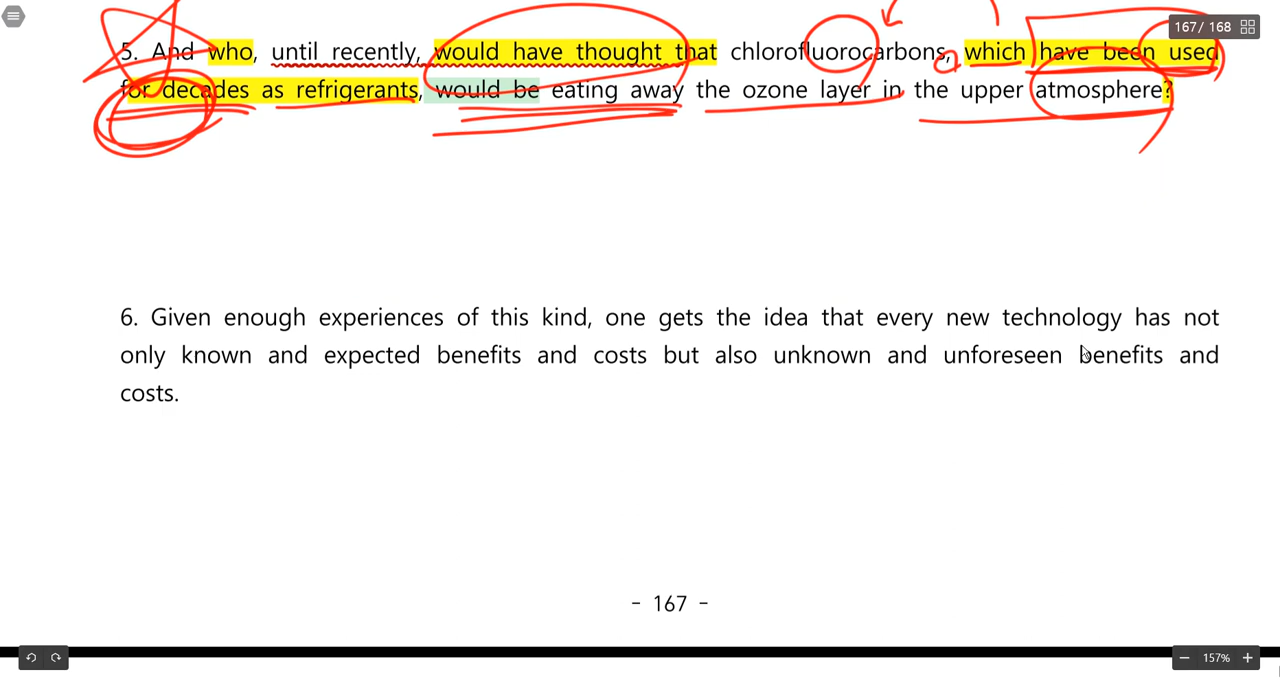 167/ 168
5. And who, until recently, would have thought that chlorofluorocarbons, which have been used
for decades as refrigerants, would be eating away the ozone layer in the upper atmosphere?
6. Given enough experiences of this kind, one gets the idea that every new technology has not
only known and expected benefits and costs but also unknown and unforeseen benefits and
costs.
- 167 -
157%